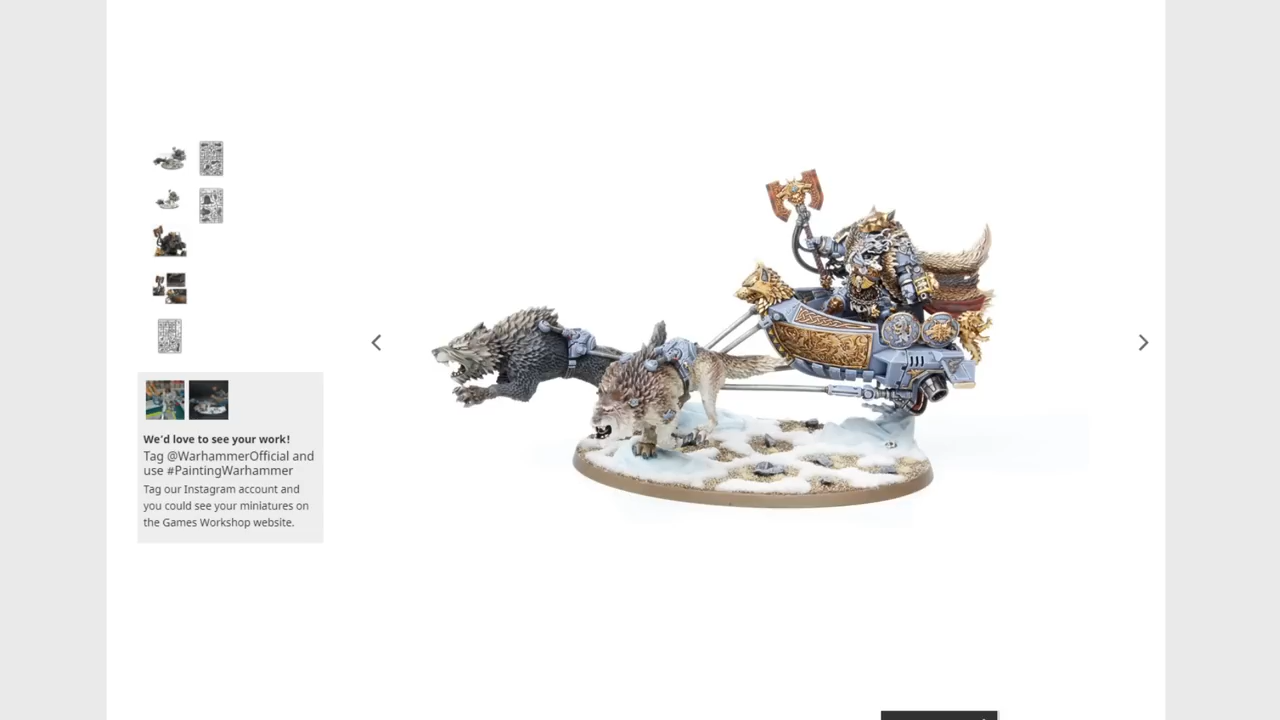 We'd love to see your work!
Tag @WarhammerOfficial and
use #PaintingWarhammer
Tag our Instagram account and
you could see your miniatures on
the Games Workshop website.